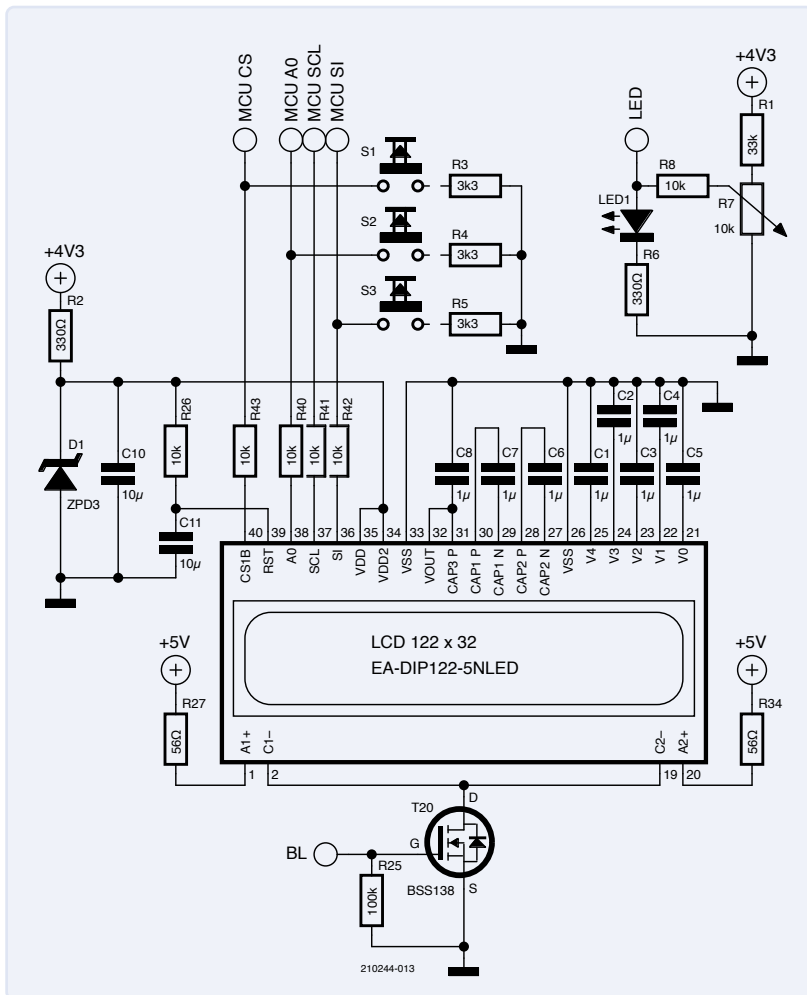 MCU CS
MCU A0
MCU SCL
MCU SI
LED
+4V3
R1
33k
S1
R3
3k3
R8
10k
LED1
R7
10k
S2
R4
3k3
R6
330Ω
S3
R5
3k3
+4V3
R2
330Ω
R26
10k
R43
10k
R40
10k
R41
10k
R42
10k
D1
ZPD3
C10
10µ
C11
10µ
C8
1µ
C7
1µ
C6
1µ
C1
1µ
C2
1µ
C3
1µ
C4
1µ
C5
1µ
40 39 38 37 36 35 34 33 32 31 30 29 28 27 26 25 24 23 22 21
CS1B
RST
A0
SCL
SI
VDD
VDD2
VSS
VOUT
CAP3 P
CAP1 P
CAP1 N
CAP2 P
CAP2 N
VSS
V4
V3
V2
V1
V0
LCD 122 x 32
EA-DIP122-5NLED
+5V
R27
56Ω
+5V
R34
56Ω
A1+
C1–
C2–
A2+
1 2 19 20
T20
D
G
S
BSS138
BL
R25
100k
210244-013